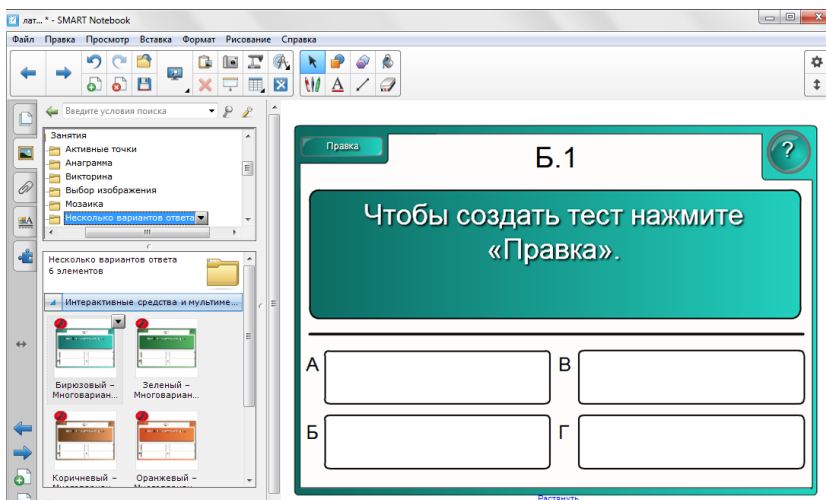 лат... * - SMART Notebook
Файл Правка Просмотр Вставка Формат Рисование Справка
Введите условия поиска
Занятия
Активные точки
Анаграмма
Викторина
Выбор изображения
Мозаика
Несколько вариантов ответа
Несколько вариантов ответа
6 элементов
Интерактивные средства и мультиме...
Бирюзовый –
Многовариан...
Зеленый –
Многовариан...
Коричневый –
Оранжевый –
Правка
Б.1
?
Чтобы создать тест нажмите
«Правка».
А
В
Б
Г
Растянуть